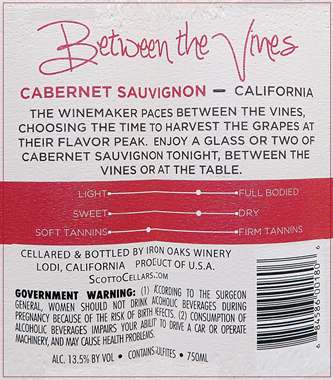 Between the Vines
CABERNET SAUVIGNON — CALIFORNIA
THE WINEMAKER PACES BETWEEN THE VINES,
CHOOSING THE TIME TO HARVEST THE GRAPES AT
THEIR FLAVOR PEAK. ENJOY A GLASS OR TWO OF
CABERNET SAUVIGNON TONIGHT, BETWEEN THE
VINES OR AT THE TABLE.
LIGHT FULL BODIED
SWEET DRY
SOFT TANNINS FIRM TANNINS
CELLARED & BOTTLED BY IRON OAKS WINERY
LODI, CALIFORNIA PRODUCT OF U.S.A.
SCOTTOCELLARS.COM
GOVERNMENT WARNING: (1) ACCORDING TO THE SURGEON
GENERAL, WOMEN SHOULD NOT DRINK ALCOHOLIC BEVERAGES DURING
PREGNANCY BECAUSE OF THE RISK OF BIRTH DEFECTS. (2) CONSUMPTION OF
ALCOHOLIC BEVERAGES IMPAIRS YOUR ABILITY TO DRIVE A CAR OR OPERATE
MACHINERY, AND MAY CAUSE HEALTH PROBLEMS.
ALC. 13.5% BY VOL • CONTAINS SULFITES • 750ML